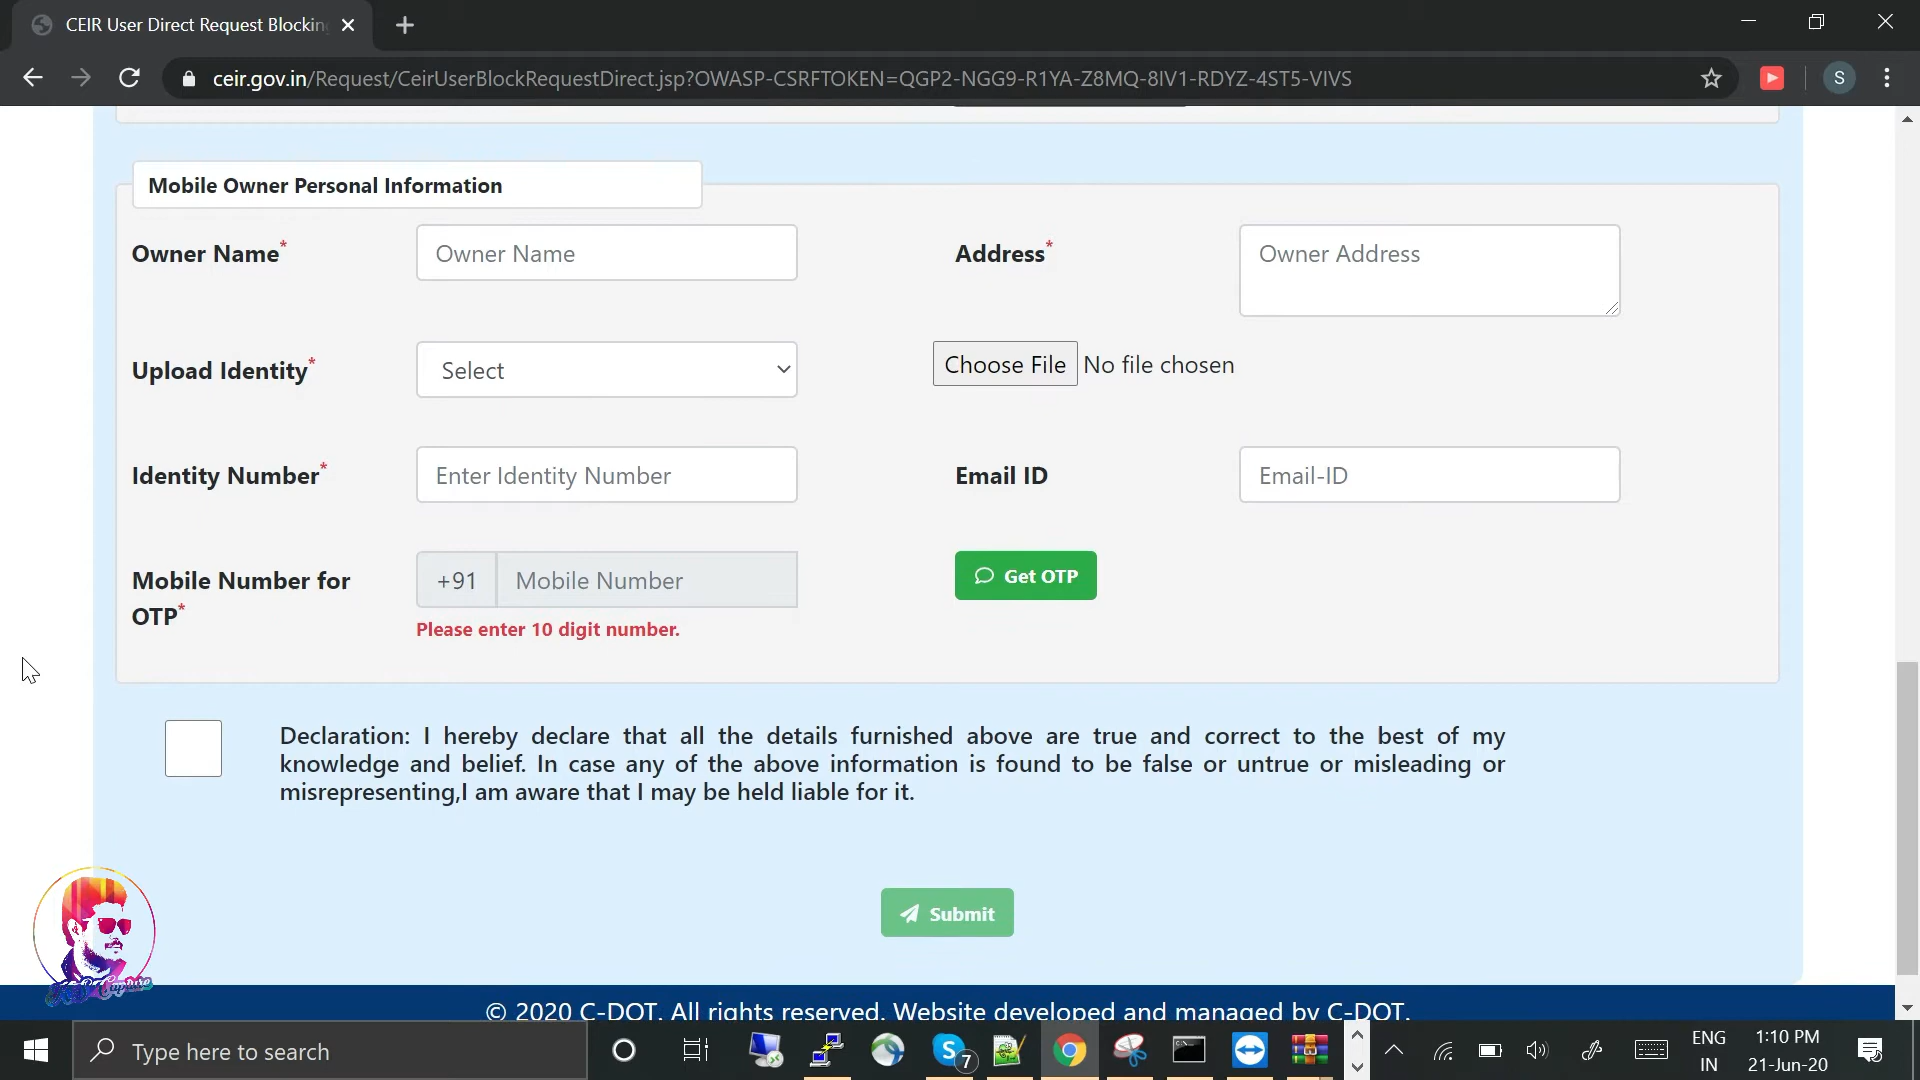 CEIR User Direct Request Blockin
ceir.gov.in/Request/CeirUserBlockRequestDirect.jsp?OWASP-CSRFTOKEN=QGP2-NGG9-R1YA-Z8MQ-8IV1-RDYZ-4ST5-VIVS
S
Mobile Owner Personal Information
Owner Name* Owner Name Address* Owner Address
Upload Identity* Select Choose File No file chosen
Identity Number* Enter Identity Number Email ID Email-ID
Mobile Number for +91 Mobile Number Get OTP
OTP*
Please enter 10 digit number.
Declaration: I hereby declare that all the details furnished above are true and correct to the best of my
knowledge and belief. In case any of the above information is found to be false or untrue or misleading or
misrepresenting,I am aware that I may be held liable for it.
Submit
© 2020 C-DOT. All rights reserved. Website developed and managed by C-DOT.
Type here to search
7
ENG 1:10 PM
IN 21-Jun-20